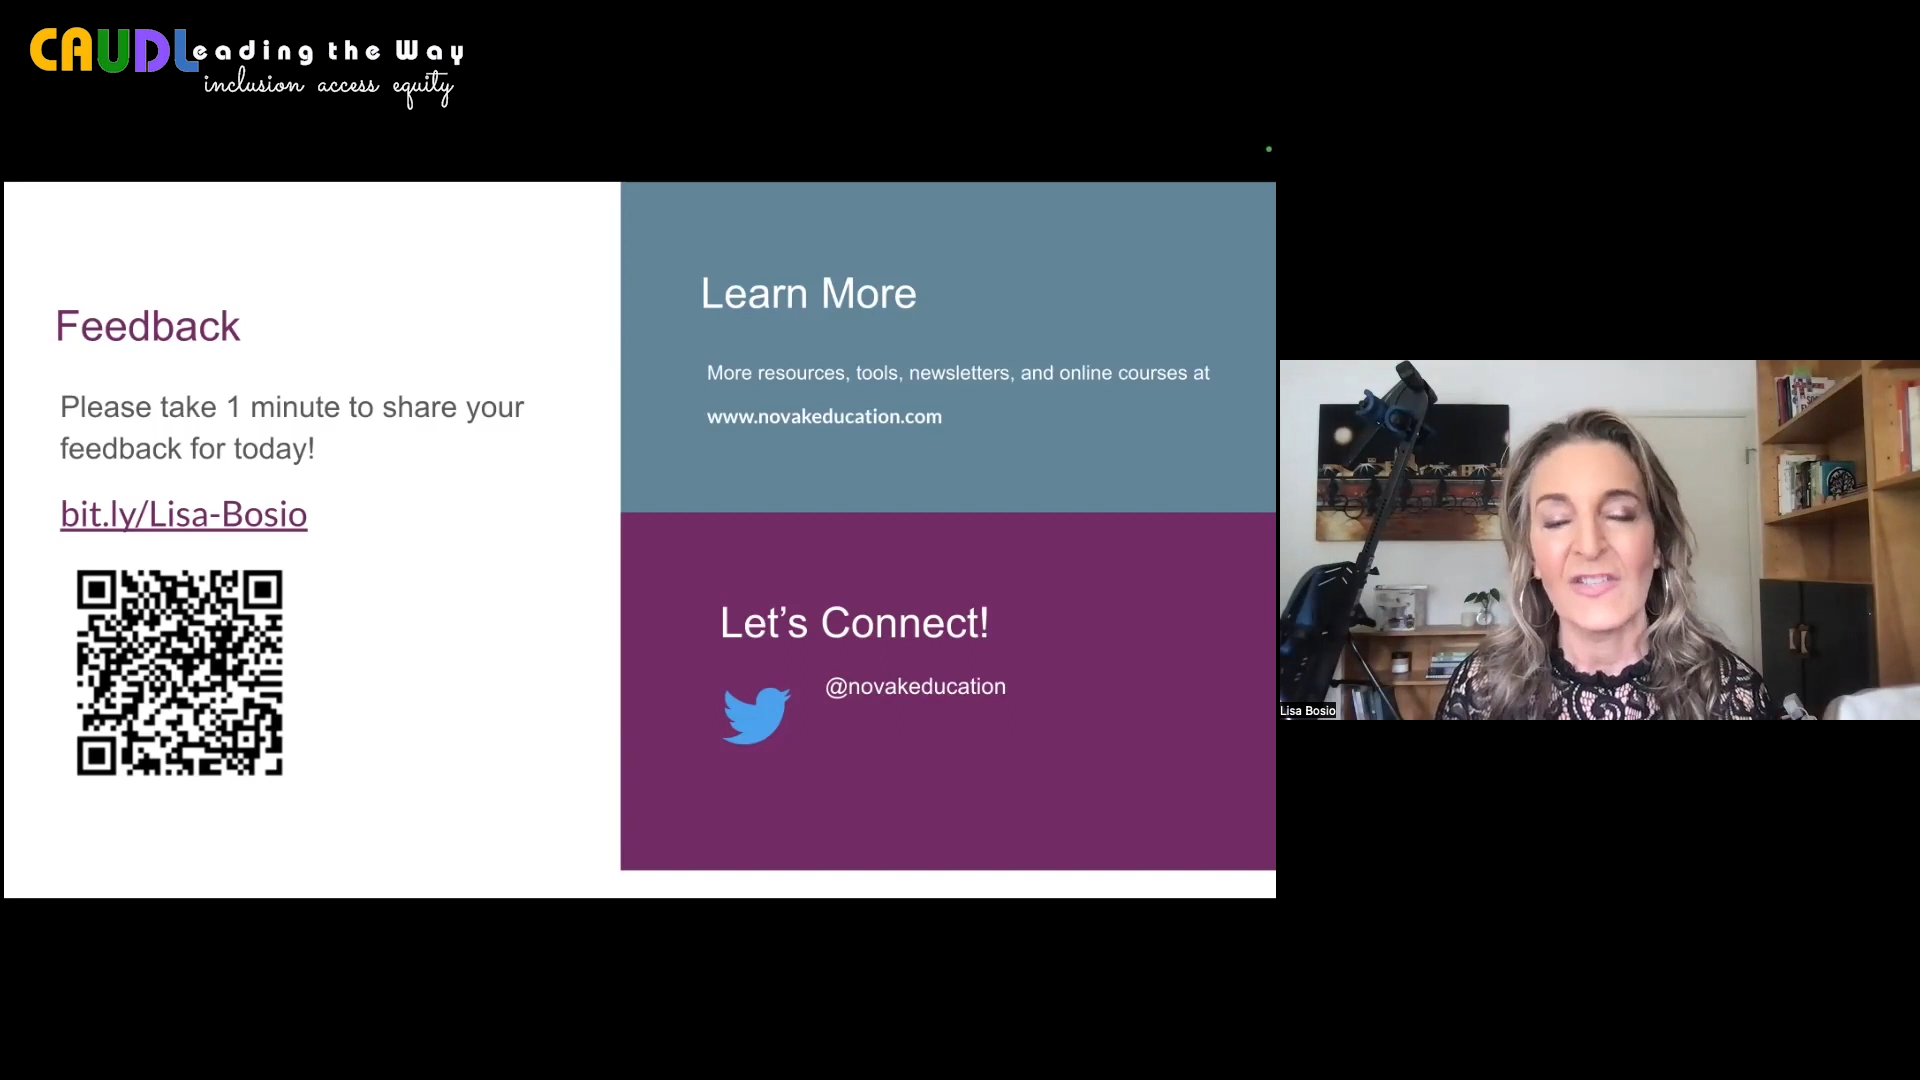 CAUDLeading the Way
inclusion access equity
Feedback
Please take 1 minute to share your
feedback for today!
bit.ly/Lisa-Bosio
Learn More
More resources, tools, newsletters, and online courses at
www.novakeducation.com
Let’s Connect!
@novakeducation
Lisa Bosio